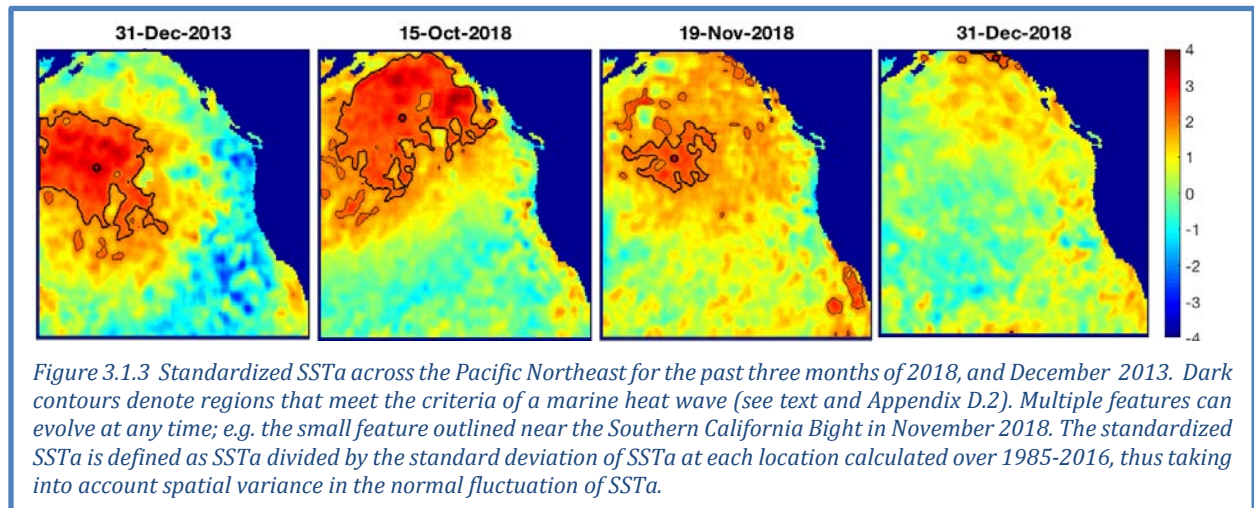 31-Dec-2013 15-Oct-2018 19-Nov-2018 31-Dec-2018
4
3
2
1
0
-1
-2
-3
-4
Figure 3.1.3 Standardized SSTa across the Pacific Northeast for the past three months of 2018, and December 2013. Dark
contours denote regions that meet the criteria of a marine heat wave (see text and Appendix D.2). Multiple features can
evolve at any time; e.g. the small feature outlined near the Southern California Bight in November 2018. The standardized
SSTa is defined as SSTa divided by the standard deviation of SSTa at each location calculated over 1985-2016, thus taking
into account spatial variance in the normal fluctuation of SSTa.